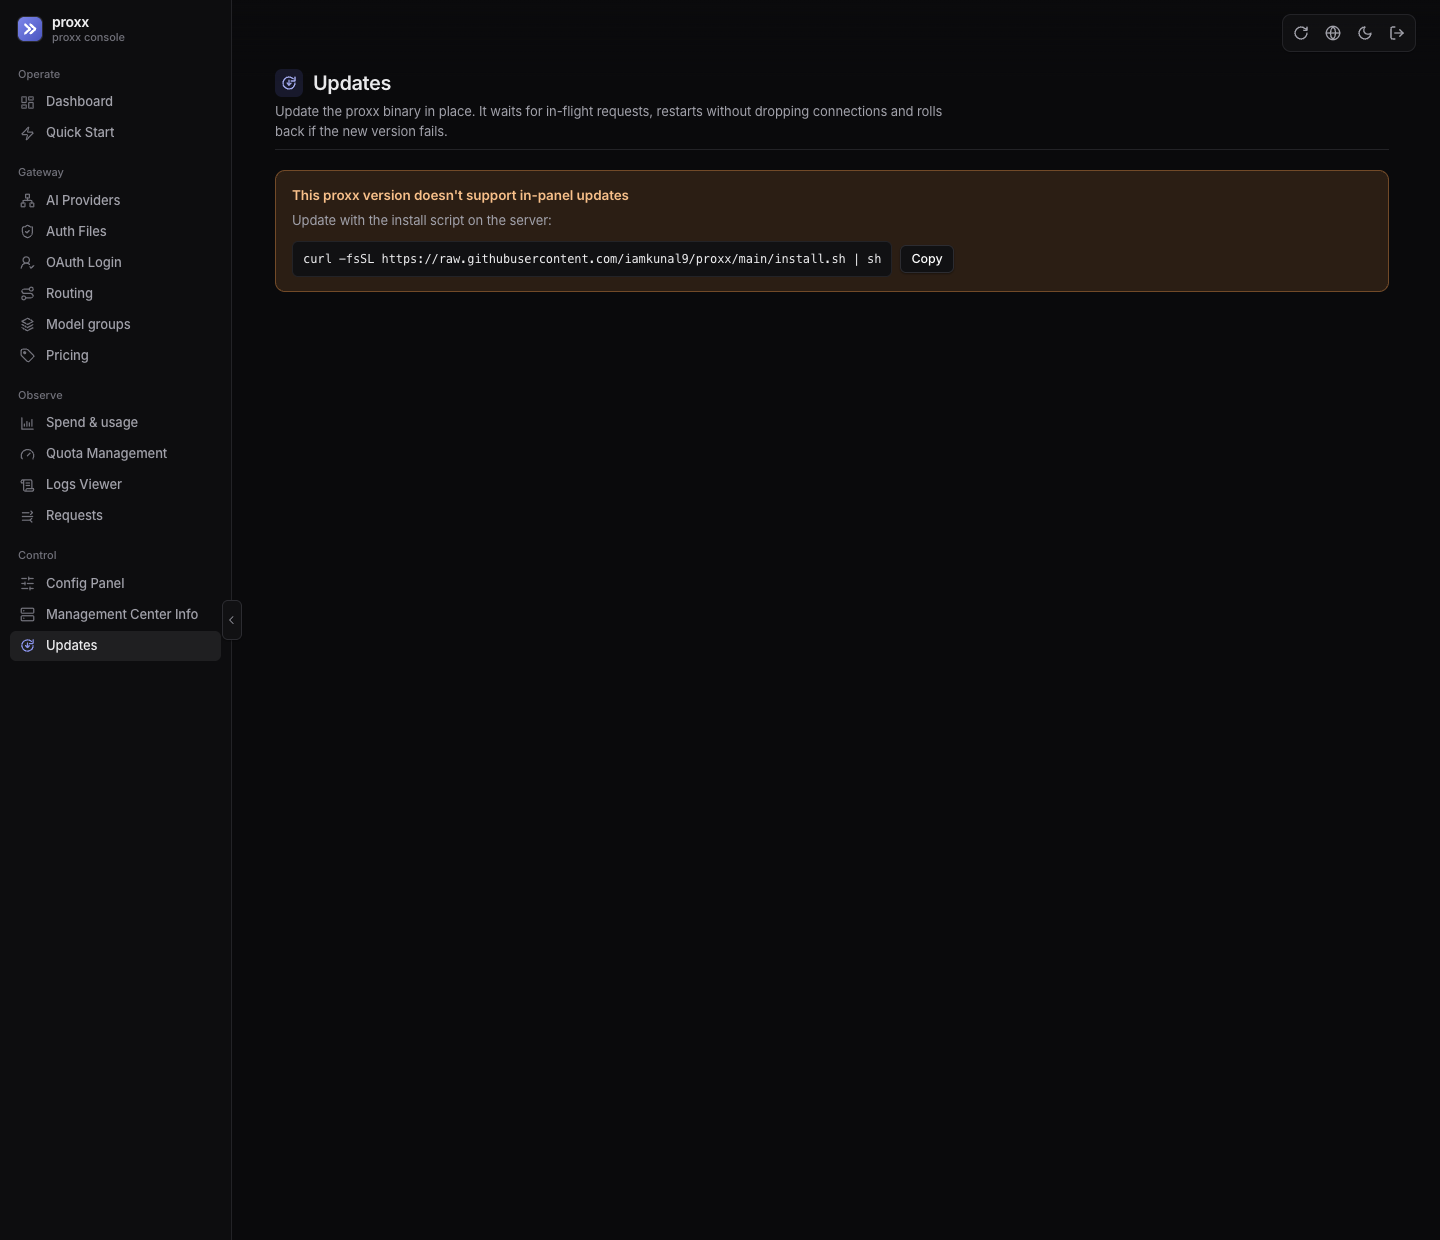 proxx
proxx console
Operate
Dashboard
Quick Start
Gateway
AI Providers
Auth Files
OAuth Login
Routing
Model groups
Pricing
Observe
Spend & usage
Quota Management
Logs Viewer
Requests
Control
Config Panel
Management Center Info
Updates
Updates
Update the proxx binary in place. It waits for in-flight requests, restarts without dropping connections and rolls
back if the new version fails.
This proxx version doesn't support in-panel updates
Update with the install script on the server:
curl -fsSL https://raw.githubusercontent.com/iamkunal9/proxx/main/install.sh | sh
Copy